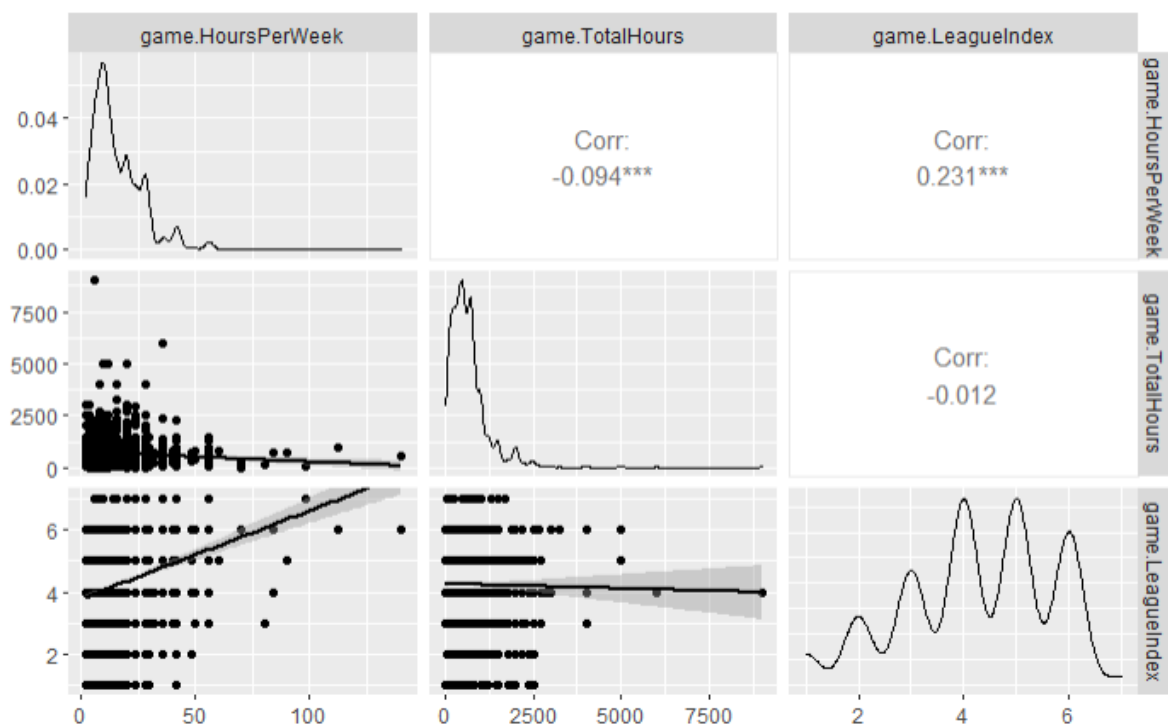 game.HoursPerWeek
game.TotalHours
game.LeagueIndex
0.04
0.02
0.00
Corr:
-0.094***
Corr:
0.231***
game.HoursPerWeek
7500
5000
2500
0
Corr:
-0.012
game.TotalHours
6
4
2
game.LeagueIndex
0 50 100
0 2500 5000 7500
2 4 6